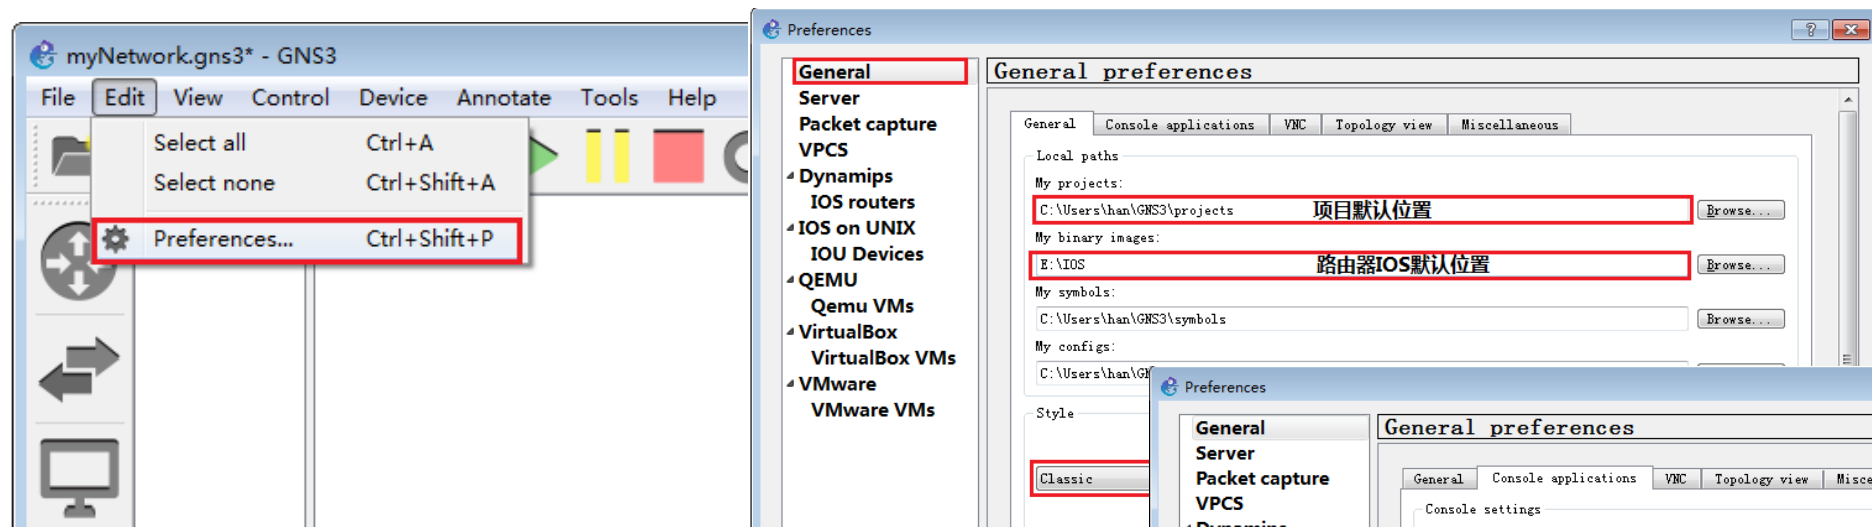 myNetwork.gns3* - GNS3
File Edit View Control Device Annotate Tools Help
Select all Ctrl+A
Select none Ctrl+Shift+A
Preferences... Ctrl+Shift+P
Preferences
General
Server
Packet capture
VPCS
Dynamips
IOS routers
IOS on UNIX
IOU Devices
QEMU
Qemu VMs
VirtualBox
VirtualBox VMs
VMware
VMware VMs
General preferences
General Console applications VNC Topology view Miscellaneous
Local paths
My projects:
C:\Users\han\GNS3\projects 项目默认位置 Browse...
My binary images:
E:\IOS 路由器IOS默认位置 Browse...
My symbols:
C:\Users\han\GNS3\symbols Browse...
My configs:
C:\Users\han\GN
Style
Classic
Preferences
General
Server
Packet capture
VPCS
Dynamips
General preferences
General Console applications VNC Topology view Misce
Console settings